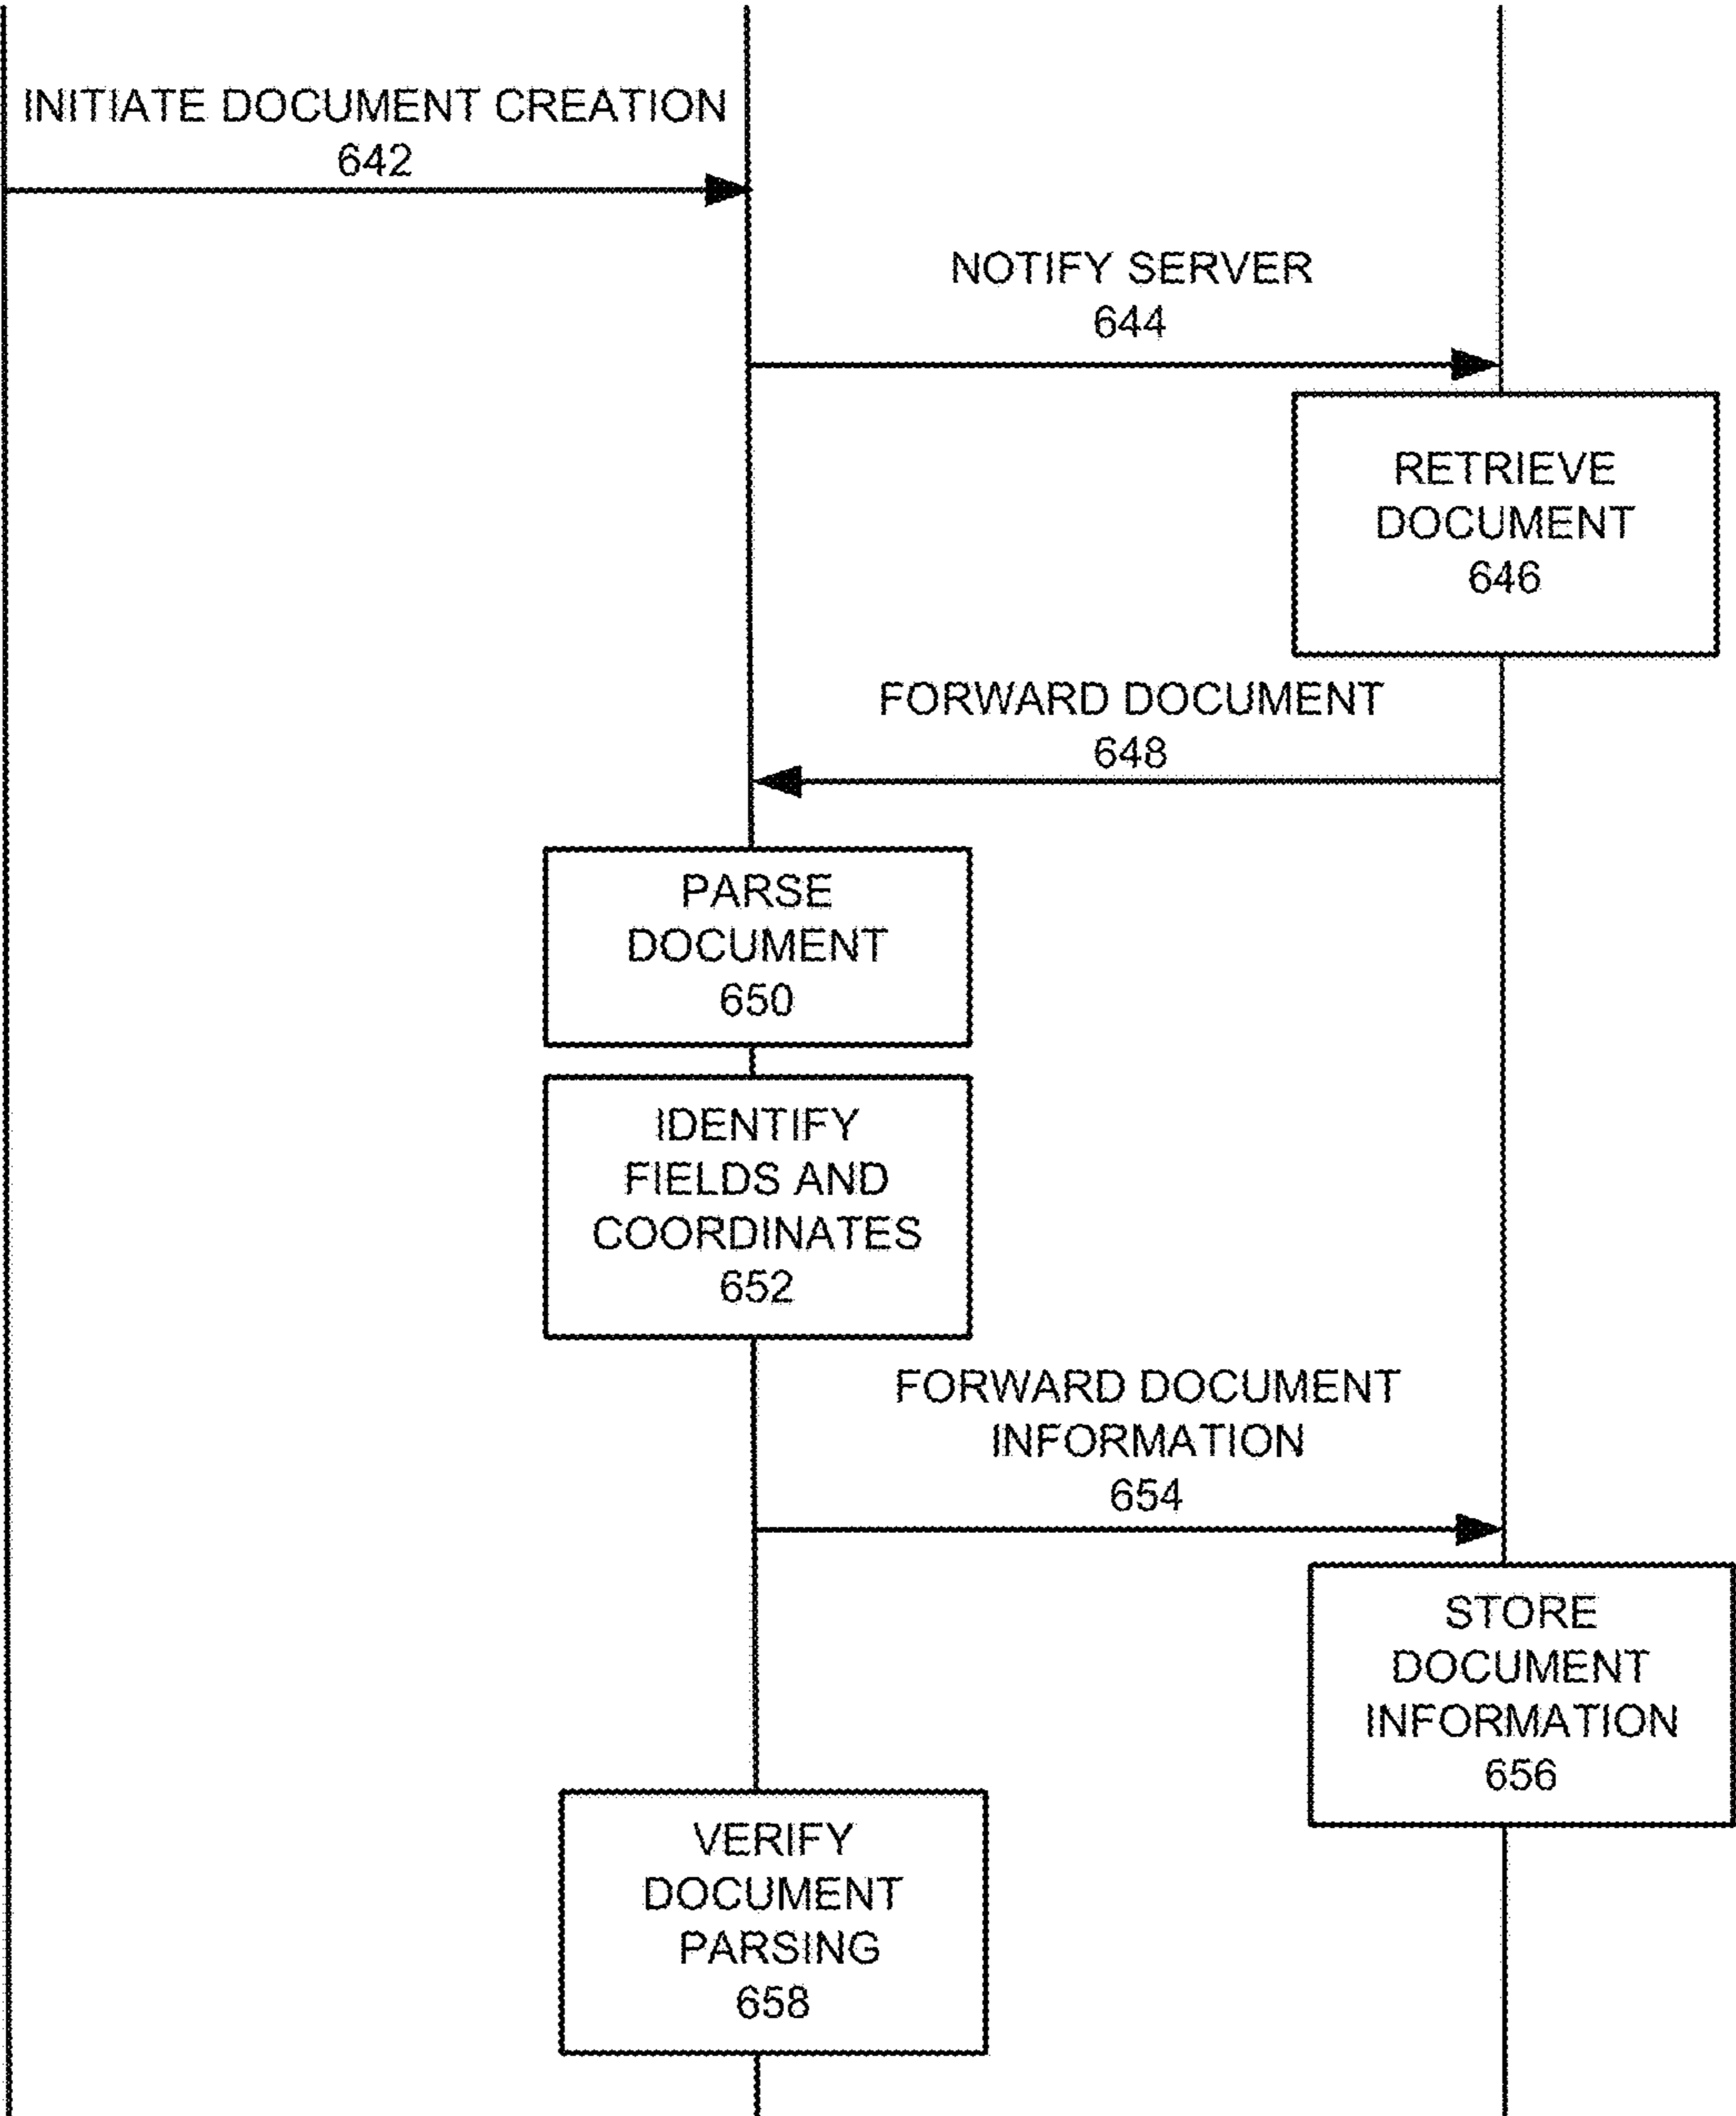 INITIATE DOCUMENT CREATION
642
NOTIFY SERVER
644
RETRIEVE
DOCUMENT
646
FORWARD DOCUMENT
648
PARSE
DOCUMENT
650
IDENTIFY
FIELDS AND
COORDINATES
652
FORWARD DOCUMENT
INFORMATION
654
STORE
DOCUMENT
INFORMATION
656
VERIFY
DOCUMENT
PARSING
658